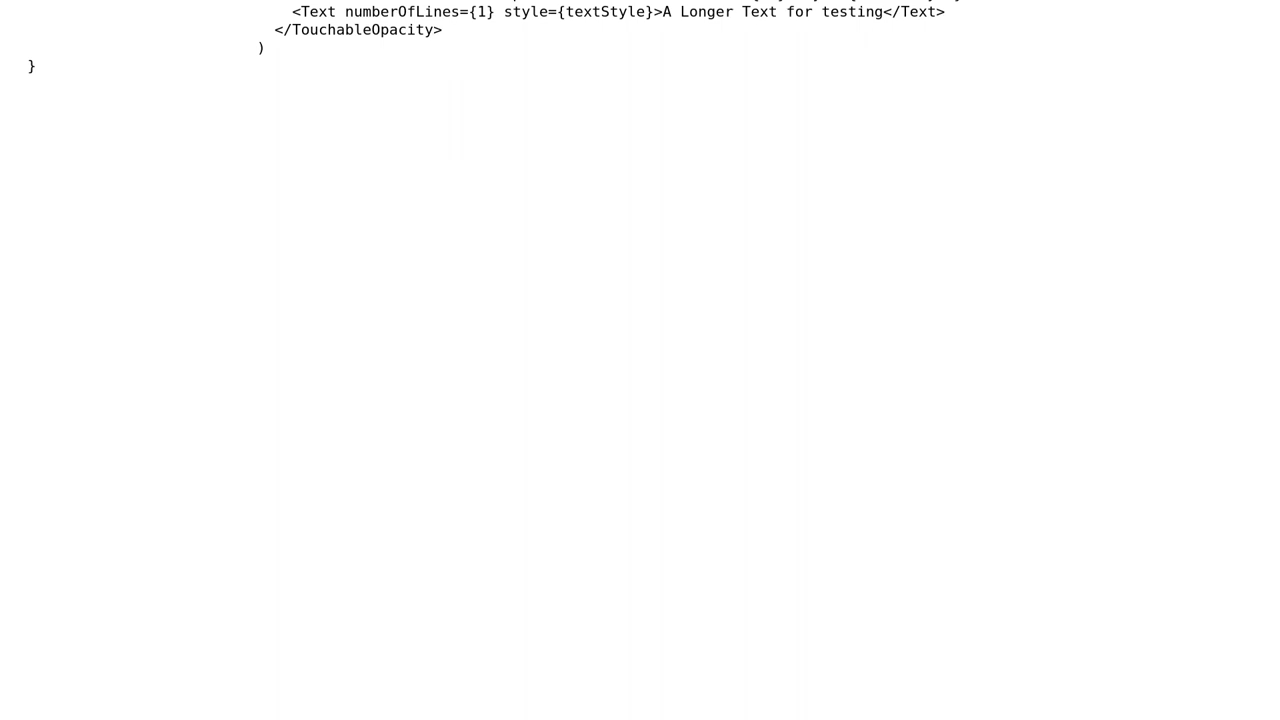 <Text numberOfLines={1} style={textStyle}>A Longer Text for testing</Text>
</TouchableOpacity>
)
}